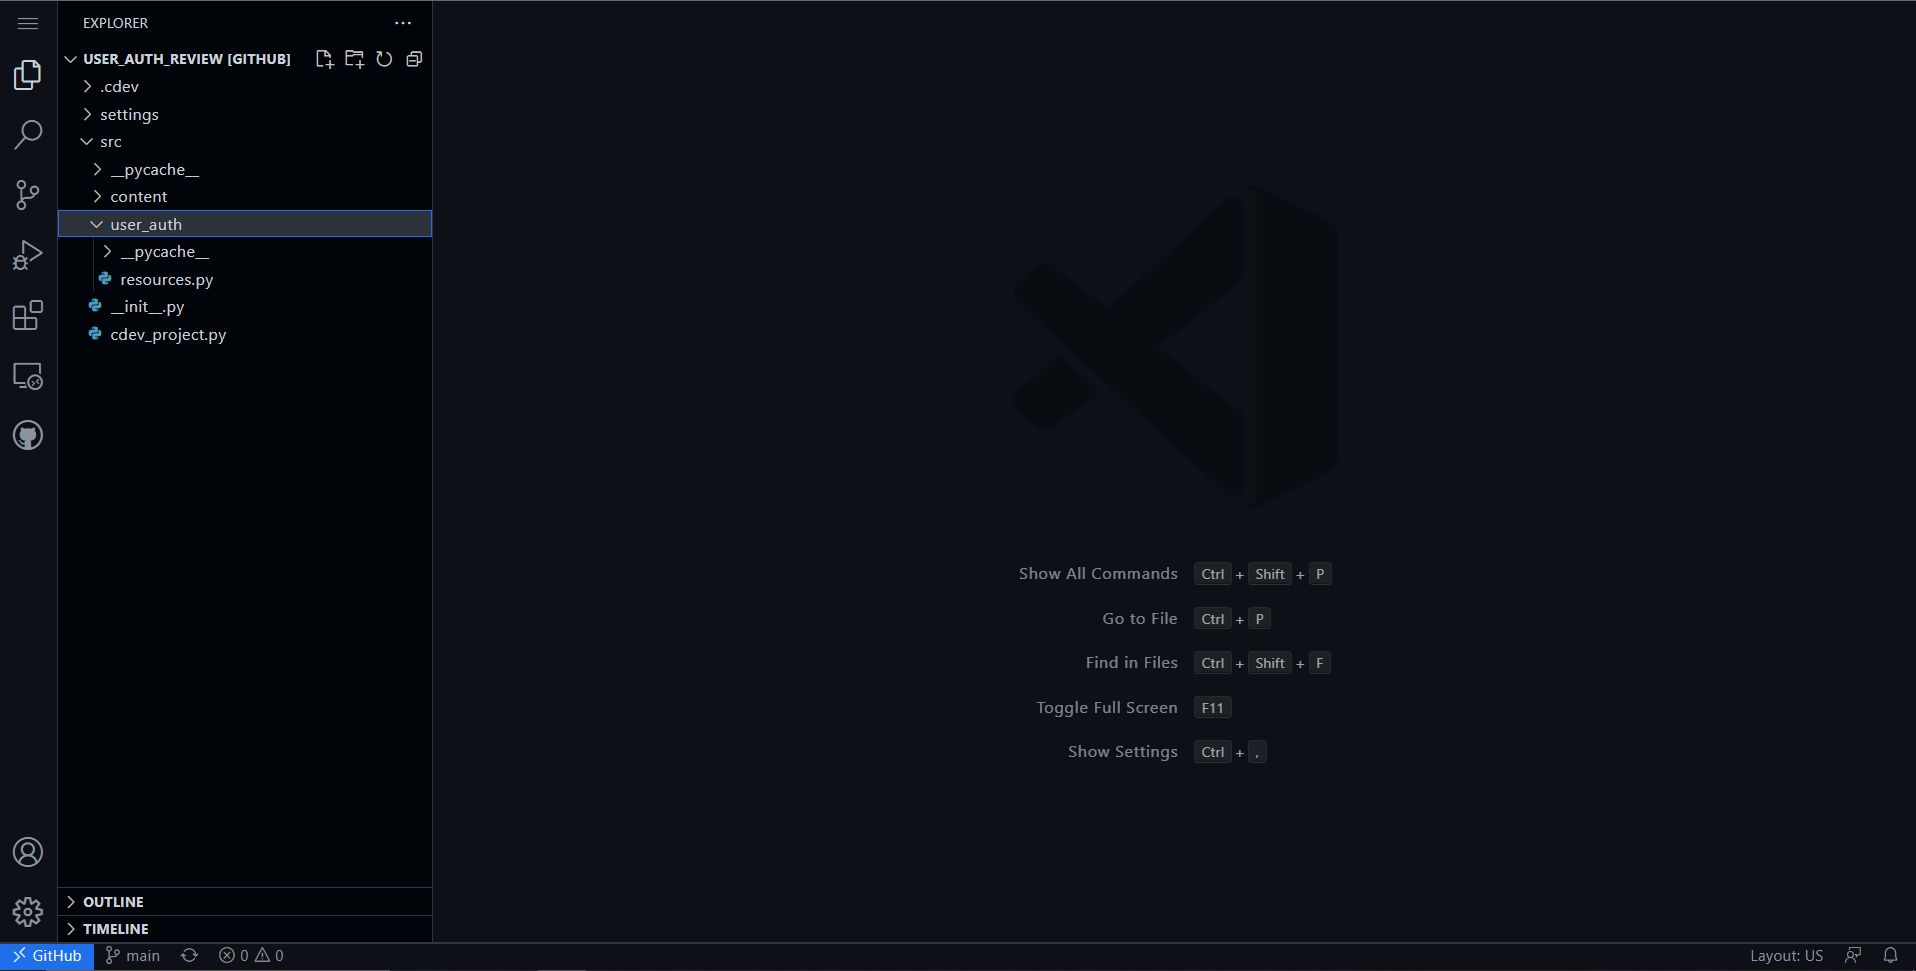 EXPLORER
USER_AUTH_REVIEW [GITHUB]
.cdev
settings
src
__pycache__
content
user_auth
__pycache__
resources.py
__init__.py
cdev_project.py
OUTLINE
TIMELINE
Show All Commands Ctrl + Shift + P
Go to File Ctrl + P
Find in Files Ctrl + Shift + F
Toggle Full Screen F11
Show Settings Ctrl + ,
GitHub main 0 0 Layout: US